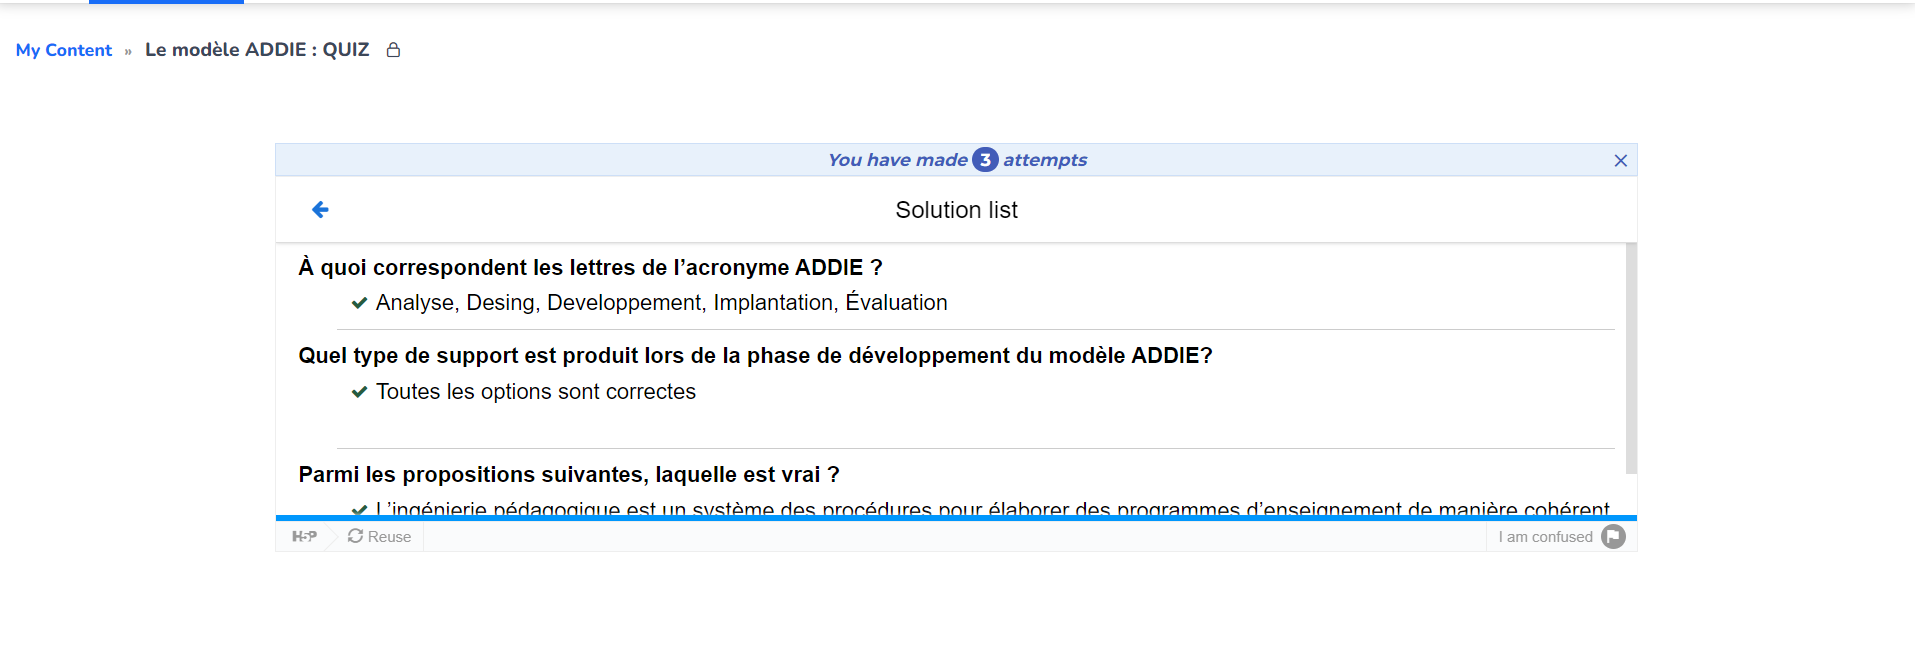 My Content » Le modèle ADDIE : QUIZ
You have made 3 attempts
Solution list
À quoi correspondent les lettres de l’acronyme ADDIE ?
Analyse, Desing, Developpement, Implantation, Évaluation
Quel type de support est produit lors de la phase de développement du modèle ADDIE?
Toutes les options sont correctes
Parmi les propositions suivantes, laquelle est vrai ?
L’ingénierie pédagogique est un système des procédures pour élaborer des programmes d’enseignement de manière cohérent
H5P Reuse I am confused